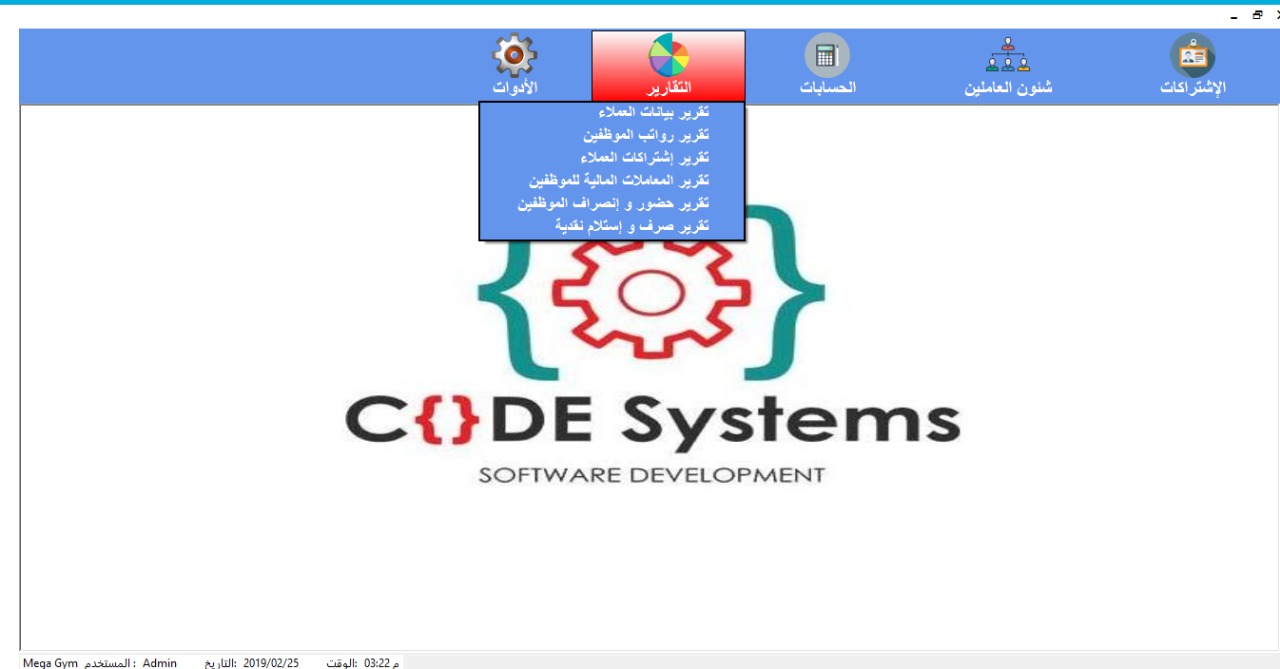 الإشتراكات
شئون العاملين
الحسابات
التقارير
الأدوات
تقرير بيانات العملاء
تقرير رواتب الموظفين
تقرير إشتراكات العملاء
تقرير المعاملات المالية للموظفين
تقرير حضور و إنصراف الموظفين
تقرير صرف و إستلام نقدية
C{}DE Systems
SOFTWARE DEVELOPMENT
Mega Gym المستخدم : Admin التاريخ: 2019/02/25 الوقت: 03:22 م